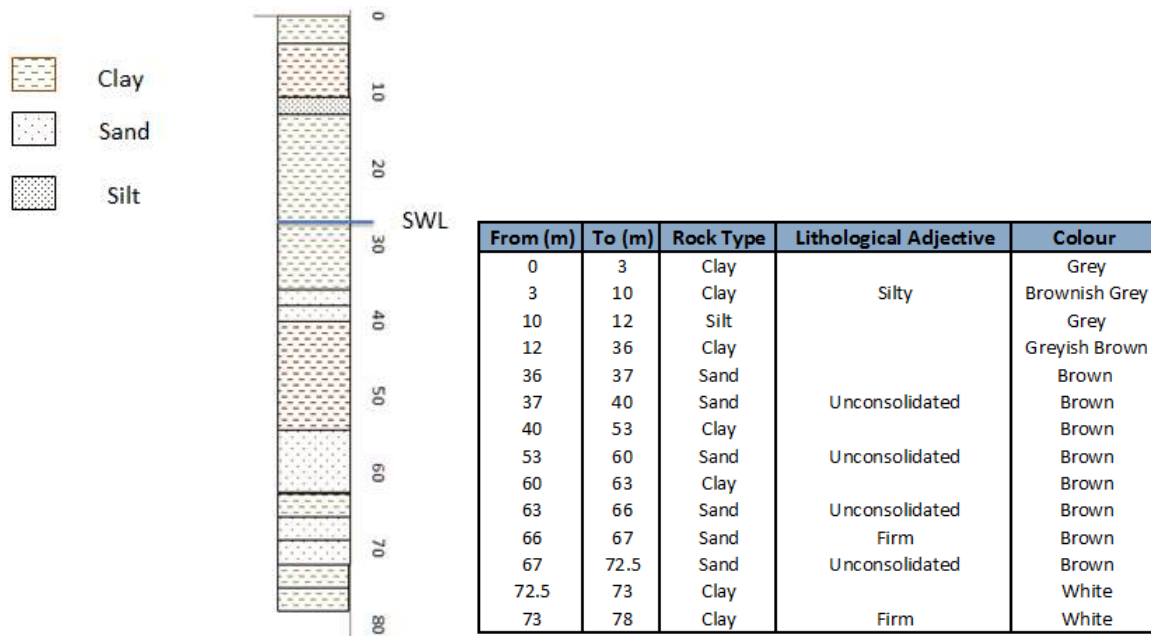 Clay
Sand
Silt
0
10
20
30
40
50
60
70
80
SWL
From (m) To (m) Rock Type Lithological Adjective Colour
0 3 Clay Grey
3 10 Clay Silty Brownish Grey
10 12 Silt Grey
12 36 Clay Greyish Brown
36 37 Sand Brown
37 40 Sand Unconsolidated Brown
40 53 Clay Brown
53 60 Sand Unconsolidated Brown
60 63 Clay Brown
63 66 Sand Unconsolidated Brown
66 67 Sand Firm Brown
67 72.5 Sand Unconsolidated Brown
72.5 73 Clay White
73 78 Clay Firm White